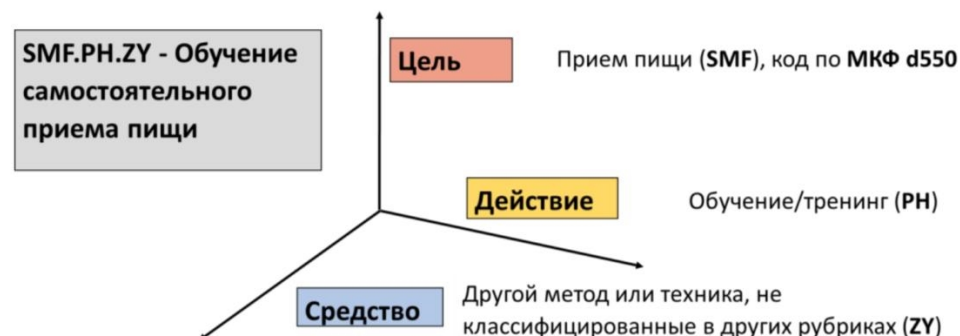 SMF.PH.ZY - Обучение
самостоятельного
приема пищи
Цель
Прием пищи (SMF), код по МКФ d550
Действие
Обучение/тренинг (PH)
Средство
Другой метод или техника, не
классифицированные в других рубриках (ZY)